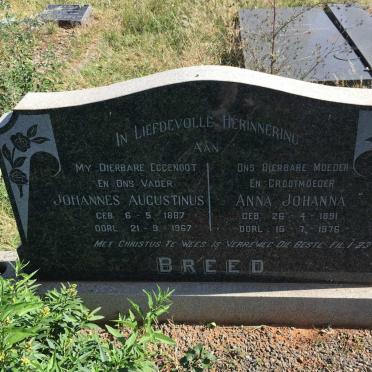 In Liefdevolle Herinnering
Aan
My Dierbare Eggenoot
En Ons Vader
Johannes Augustinus
Geb. 6-5-1887
Oorl. 21-9-1967
Ons Dierbare Moeder
En Grootmoeder
Anna Johanna
Geb. 26-4-1891
Oorl. 16-7-1976
Met Christus Te Wees Is Verreweg Die Beste. Fil. 1-23
Breed